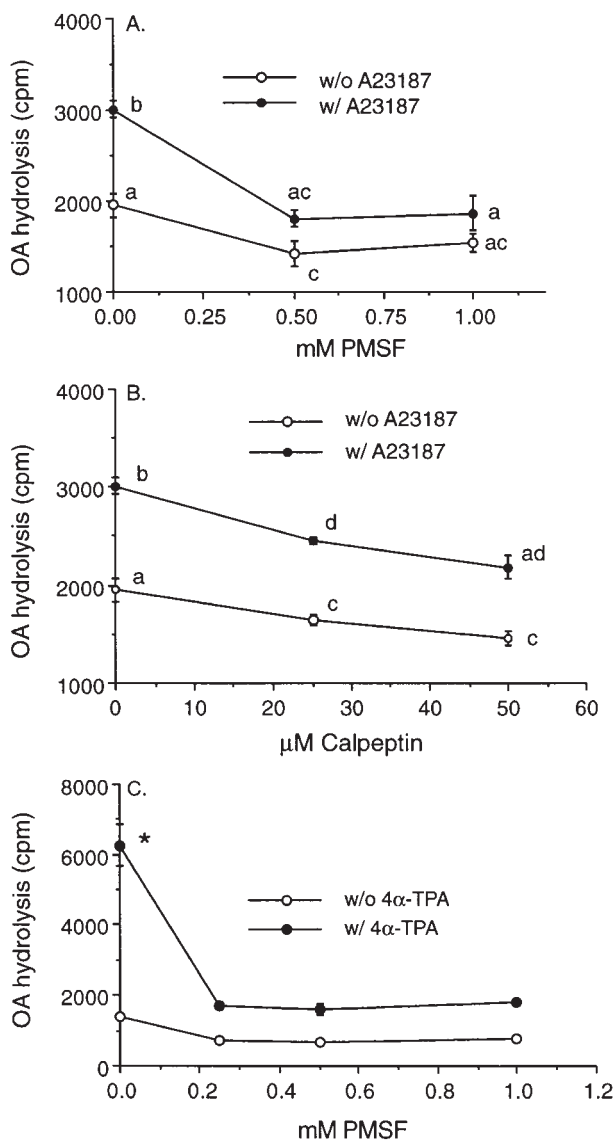 A.
4000
3000
2000
1000
OA hydrolysis (cpm)
w/o A23187
w/ A23187
b
a
ac
a
c
ac
0.00 0.25 0.50 0.75 1.00
mM PMSF
B.
4000
3000
2000
1000
OA hydrolysis (cpm)
w/o A23187
w/ A23187
b
d
ad
a
c
c
0 10 20 30 40 50 60
μM Calpeptin
C.
8000
6000
4000
2000
0
OA hydrolysis (cpm)
*
w/o 4α-TPA
w/ 4α-TPA
0.0 0.2 0.4 0.6 0.8 1.0 1.2
mM PMSF